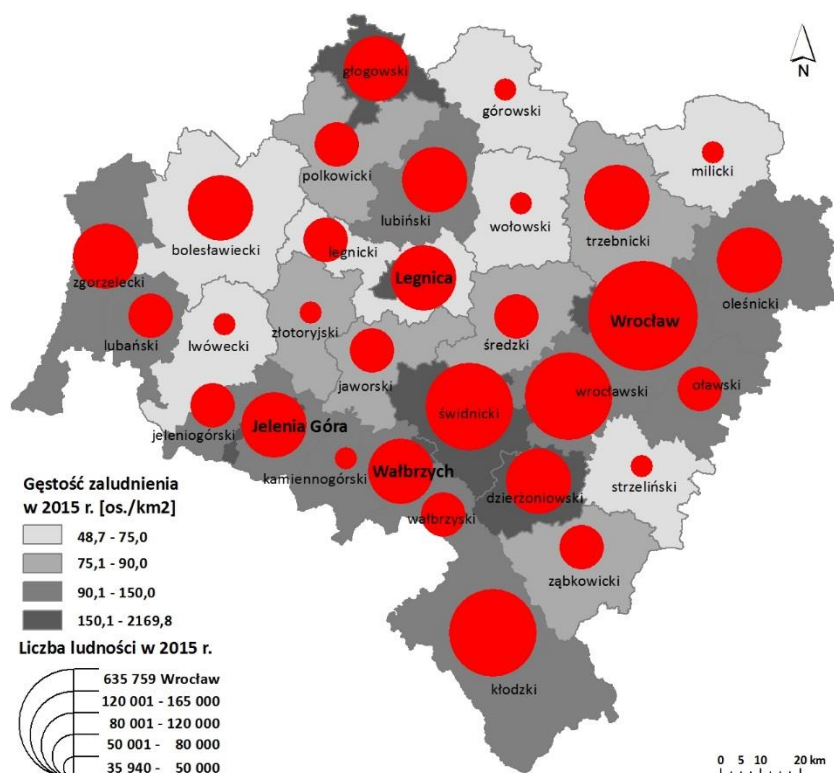 N
głogowski
górowski
polkowicki
milicki
lubiński
wołowski
trzebnicki
bolesławiecki
legnicki
zgorzelecki
Legnica
oleśnicki
Wrocław
złotoryjski
lubański
lwówecki
średzki
jaworski
wrocławski
oławski
świdnicki
jeleniogórski
Jelenia Góra
kamiennogórski
Wałbrzych
strzeliński
dzierżoniowski
wałbrzyski
ząbkowicki
kłodzki
Gęstość zaludnienia
w 2015 r. [os./km2]
48,7 - 75,0
75,1 - 90,0
90,1 - 150,0
150,1 - 2169,8
Liczba ludności w 2015 r.
635 759 Wrocław
120 001 - 165 000
80 001 - 120 000
50 001 - 80 000
35 940 - 50 000
0 5 10 20 km